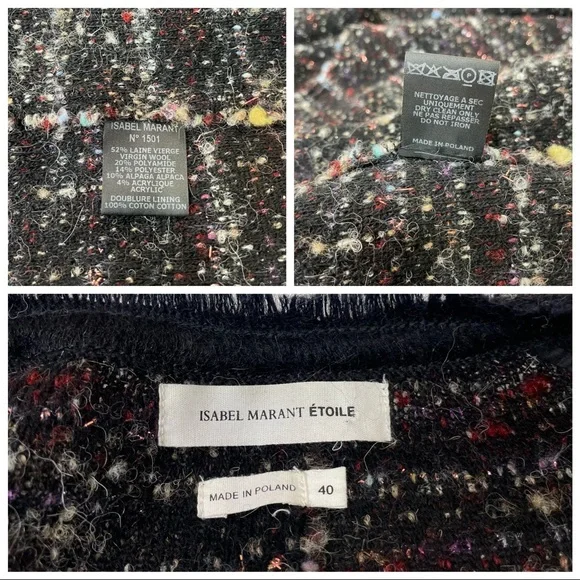 ISABEL MARANT
N° 1501
52% LAINE VIERGE
VIRGIN WOOL
20% POLYAMIDE
14% POLYESTER
10% ALPAGA ALPACA
4% ACRYLIQUE
ACRYLIC
DOUBLURE LINING
100% COTON COTTON
NETTOYAGE A SEC
UNIQUEMENT
DRY CLEAN ONLY
NE PAS REPASSER
DO NOT IRON
MADE IN POLAND
ISABEL MARANT ÉTOILE
MADE IN POLAND 40